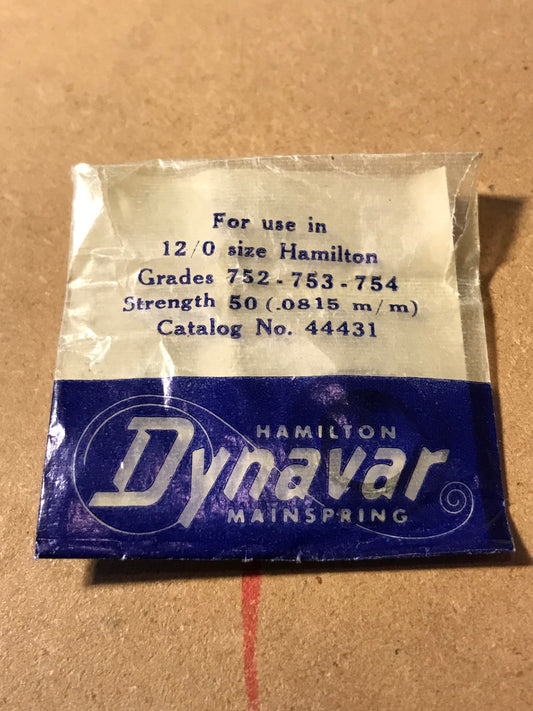 For use in
12/0 size Hamilton
Grades 752 - 753 - 754
Strength 50 (.0815 m/m)
Catalog No. 44431
HAMILTON
Dynavar
MAINSPRING